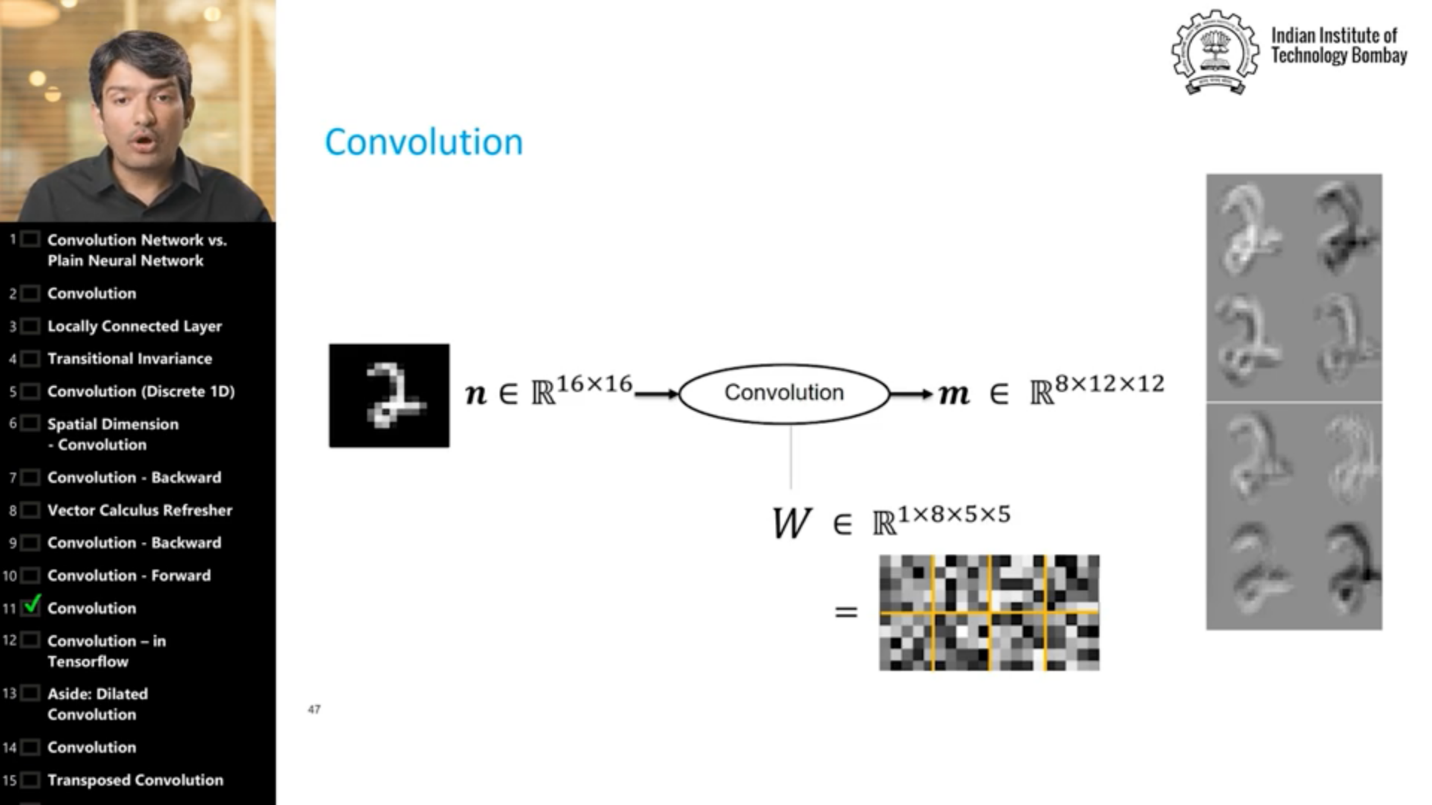 Indian Institute of
Technology Bombay
Convolution
1 Convolution Network vs.
Plain Neural Network
2 Convolution
3 Locally Connected Layer
4 Transitional Invariance
5 Convolution (Discrete 1D)
6 Spatial Dimension
- Convolution
7 Convolution - Backward
8 Vector Calculus Refresher
9 Convolution - Backward
10 Convolution - Forward
11 Convolution
12 Convolution – in
Tensorflow
13 Aside: Dilated
Convolution
14 Convolution
15 Transposed Convolution
n ∈ ℝ^{16×16} Convolution m ∈ ℝ^{8×12×12}
W ∈ ℝ^{1×8×5×5}
=
47